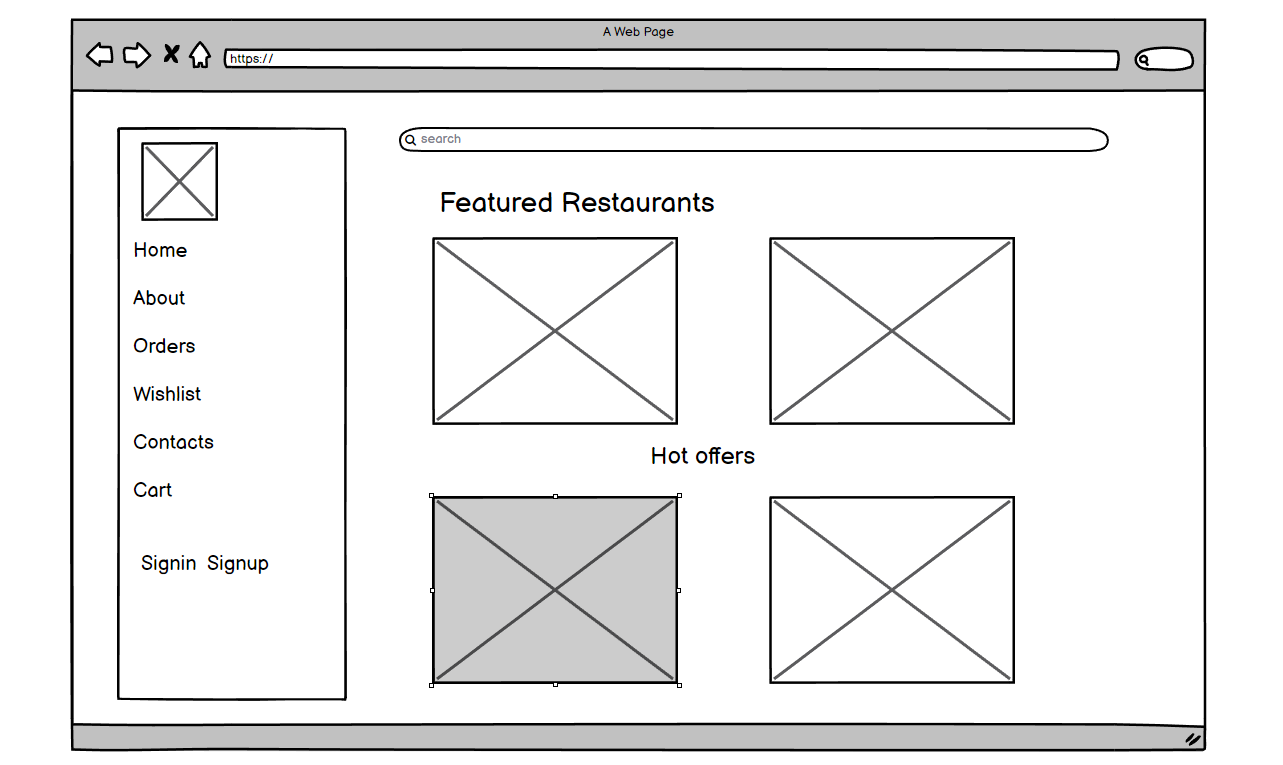 A Web Page
https://
search
Home
About
Orders
Wishlist
Contacts
Cart
Signin Signup
Featured Restaurants
Hot offers